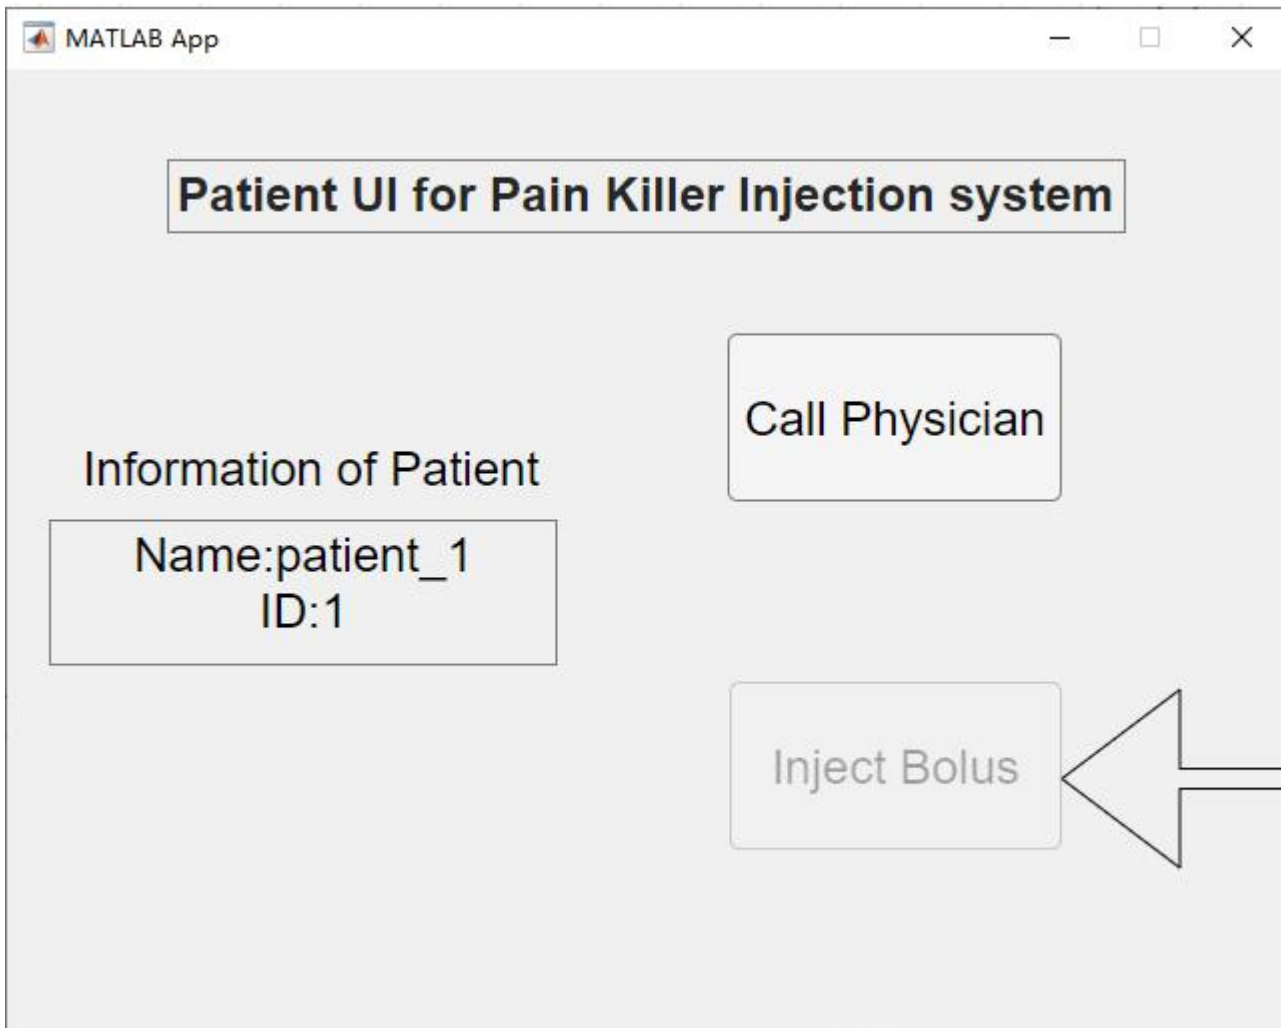 MATLAB App
Patient UI for Pain Killer Injection system
Call Physician
Information of Patient
Name:patient_1
ID:1
Inject Bolus